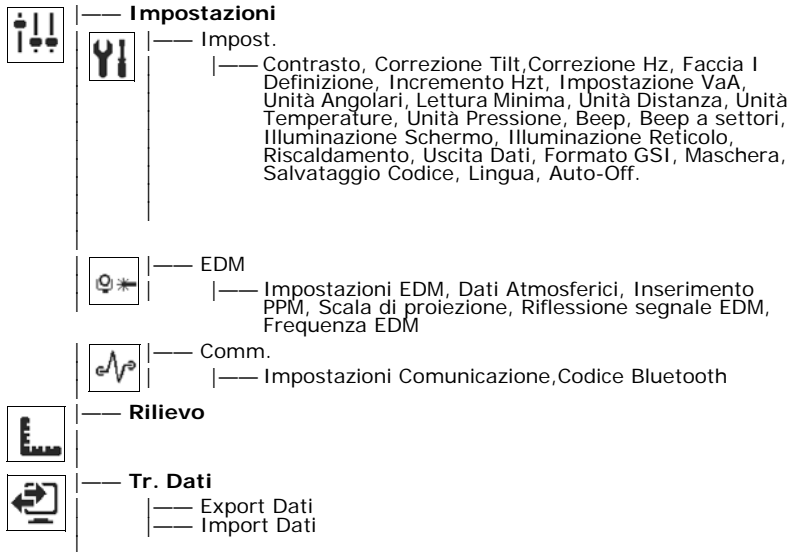 Impostazioni
Impost.
Contrasto, Correzione Tilt,Correzione Hz, Faccia I
Definizione, Incremento Hzt, Impostazione VaA,
Unità Angolari, Lettura Minima, Unità Distanza, Unità
Temperature, Unità Pressione, Beep, Beep a settori,
Illuminazione Schermo, Illuminazione Reticolo,
Riscaldamento, Uscita Dati, Formato GSI, Maschera,
Salvataggio Codice, Lingua, Auto-Off.
EDM
Impostazioni EDM, Dati Atmosferici, Inserimento
PPM, Scala di proiezione, Riflessione segnale EDM,
Frequenza EDM
Comm.
Impostazioni Comunicazione,Codice Bluetooth
Rilievo
Tr. Dati
Export Dati
Import Dati